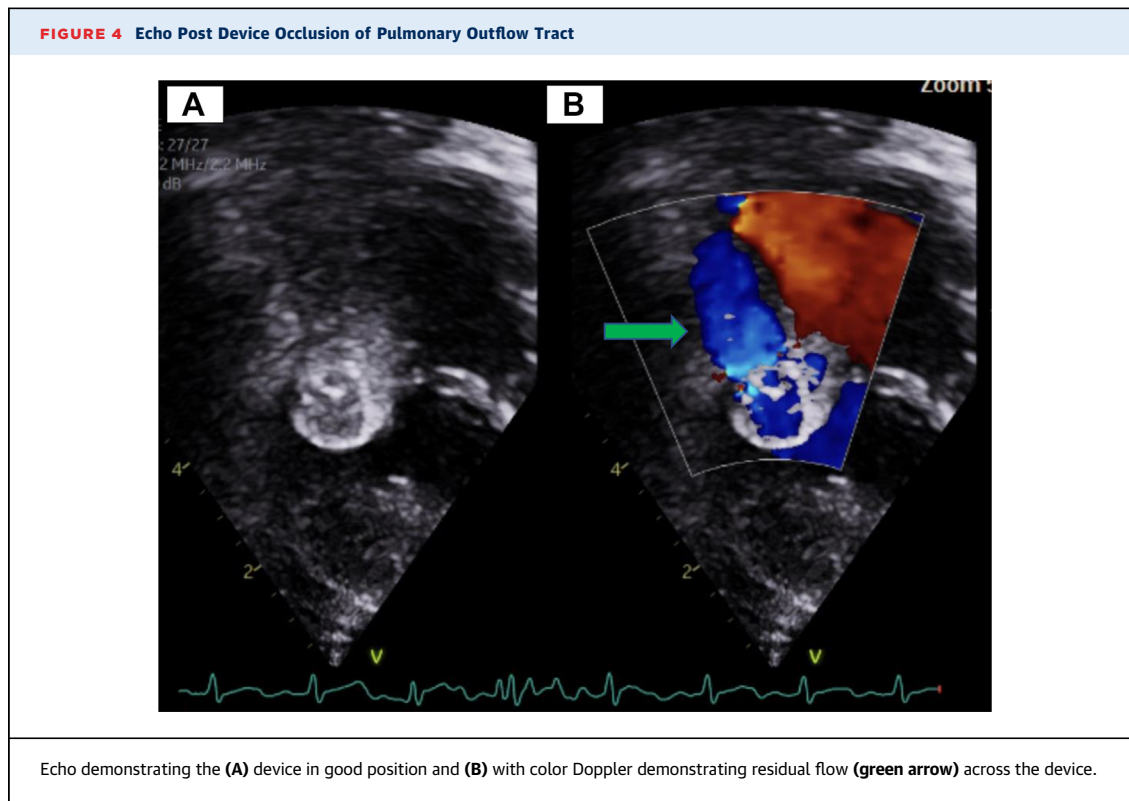 FIGURE 4 Echo Post Device Occlusion of Pulmonary Outflow Tract
A
B
Zoom
: 27/27
2 MHz/2.2 MHz
dB
4
4
2
2
V
V
Echo demonstrating the (A) device in good position and (B) with color Doppler demonstrating residual flow (green arrow) across the device.